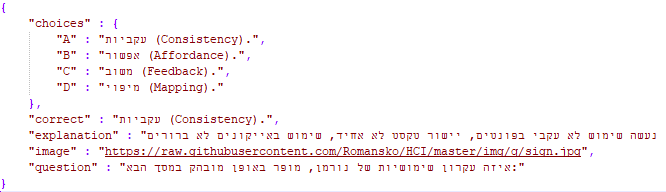 {
"choices" : {
"A" : "עקביות (Consistency).",
"B" : "אפשור (Affordance).",
"C" : "משוב (Feedback).",
"D" : "מיפוי (Mapping)."
},
"correct" : "עקביות (Consistency).",
"explanation" : "נעשה שימוש לא עקבי בפונטים, יישור טקסט לא אחיד, שימוש באייקונים לא ברורים
"image" : "https://raw.githubusercontent.com/Romansko/HCI/master/img/q/sign.jpg",
"question" : "איזה עקרון שימושיות של נורמן, מופר באופן מובהק במסך הבא:"
}